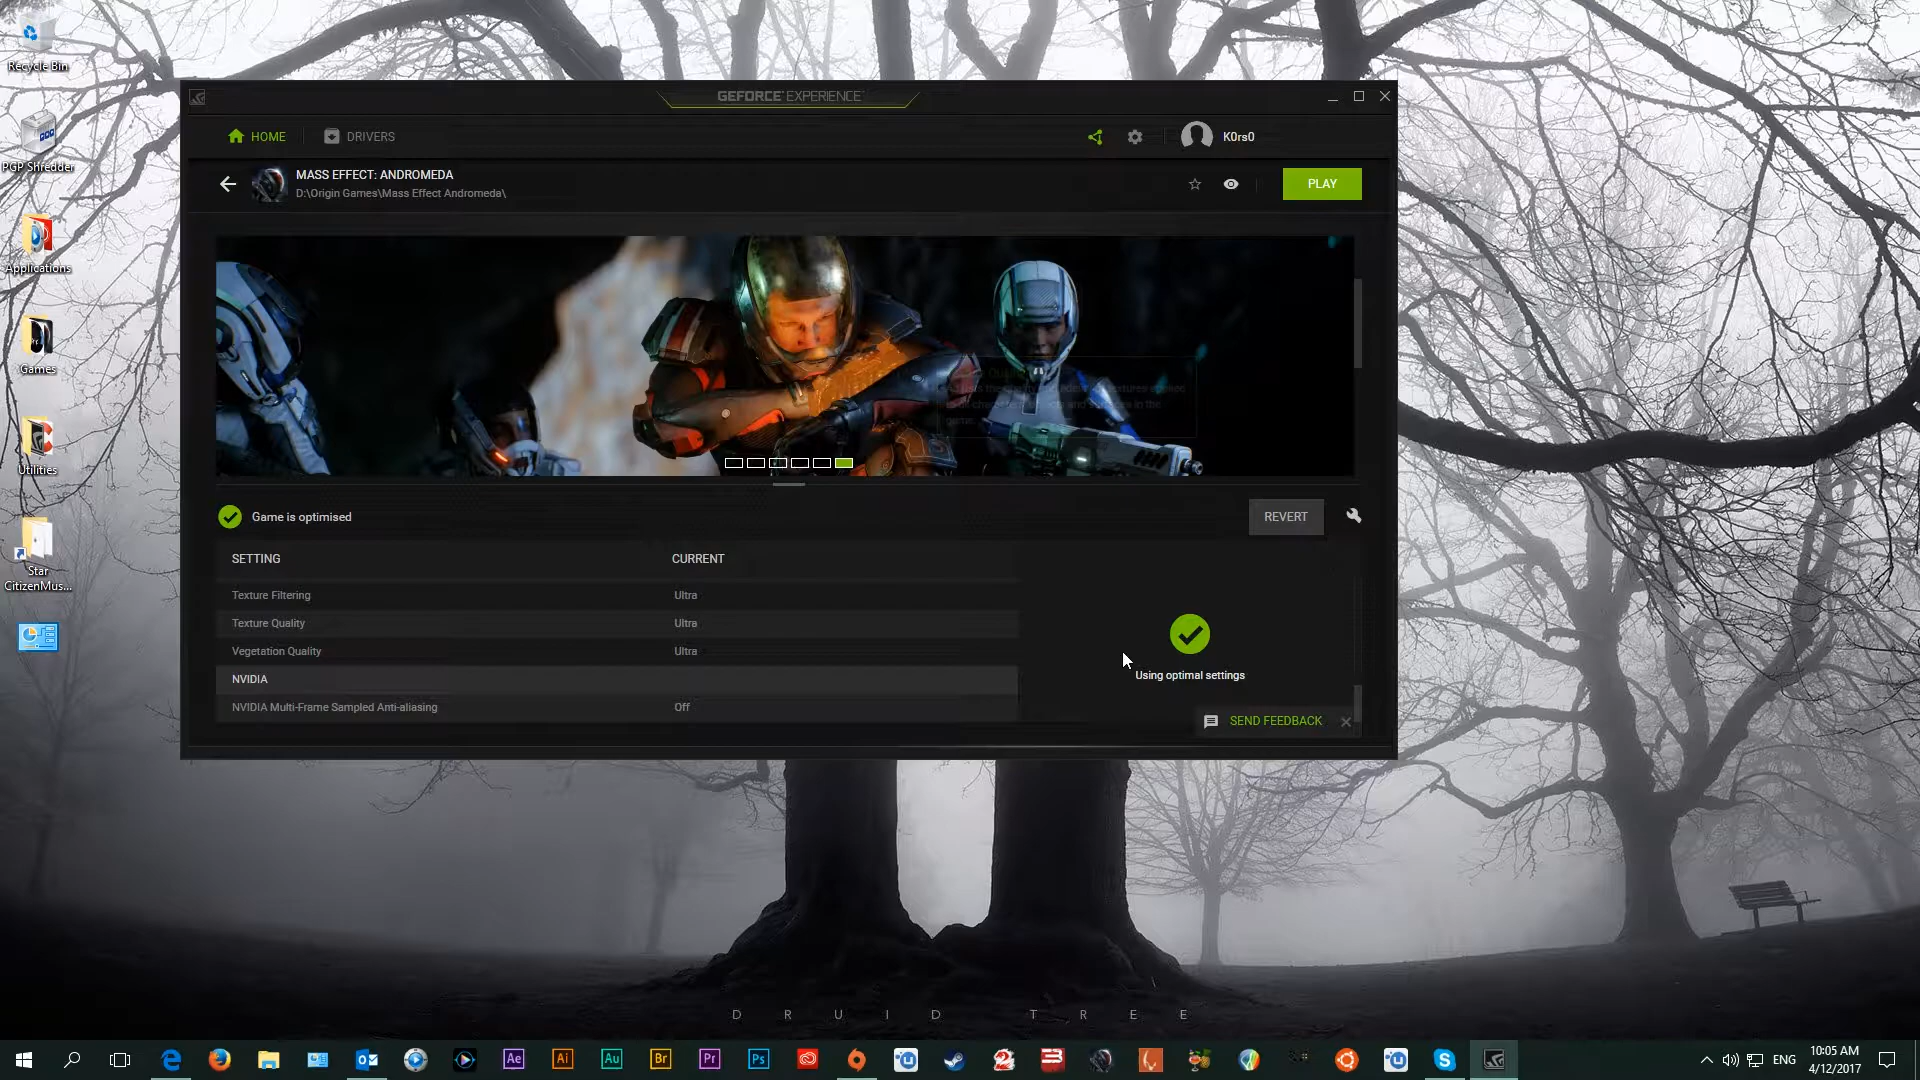 Recycle Bin
PGP Shredder
Applications
Games
Utilities
Star
CitizenMus...
GEFORCE EXPERIENCE
HOME
DRIVERS
K0rs0
MASS EFFECT: ANDROMEDA
D:\Origin Games\Mass Effect Andromeda\
PLAY
Game is optimised
REVERT
SETTING CURRENT
Texture Filtering Ultra
Texture Quality Ultra
Vegetation Quality Ultra
NVIDIA
NVIDIA Multi-Frame Sampled Anti-aliasing Off
Using optimal settings
SEND FEEDBACK
DRUID TREE
Ae
Ai
Au
Br
Pr
Ps
ENG
10:05 AM
4/12/2017